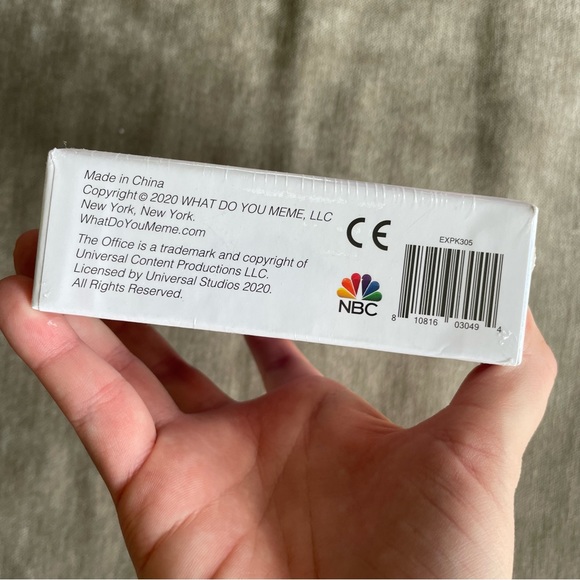 Made in China
Copyright © 2020 WHAT DO YOU MEME, LLC
New York, New York.
WhatDoYouMeme.com
The Office is a trademark and copyright of
Universal Content Productions LLC.
Licensed by Universal Studios 2020.
All Rights Reserved.
CE
NBC
EXPK305
8 10816 03049 4